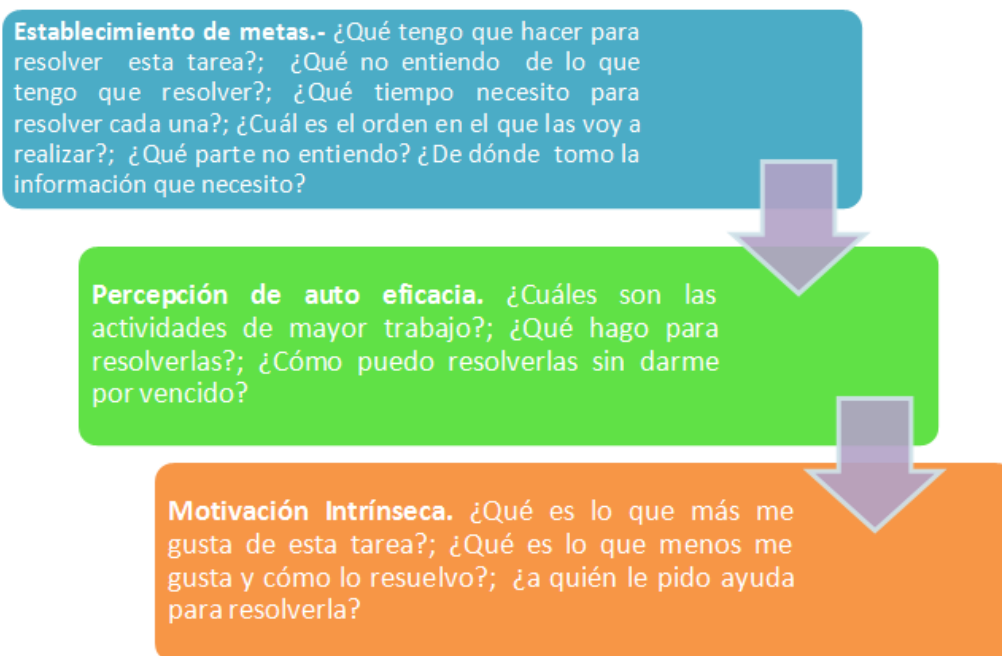 Establecimiento de metas.- ¿Qué tengo que hacer para
resolver esta tarea?; ¿Qué no entiendo de lo que
tengo que resolver?; ¿Qué tiempo necesito para
resolver cada una?; ¿Cuál es el orden en el que las voy a
realizar?; ¿Qué parte no entiendo? ¿De dónde tomo la
información que necesito?
Percepción de auto eficacia. ¿Cuáles son las
actividades de mayor trabajo?; ¿Qué hago para
resolverlas?; ¿Cómo puedo resolverlas sin darme
por vencido?
Motivación Intrínseca. ¿Qué es lo que más me
gusta de esta tarea?; ¿Qué es lo que menos me
gusta y cómo lo resuelvo?; ¿a quién le pido ayuda
para resolverla?